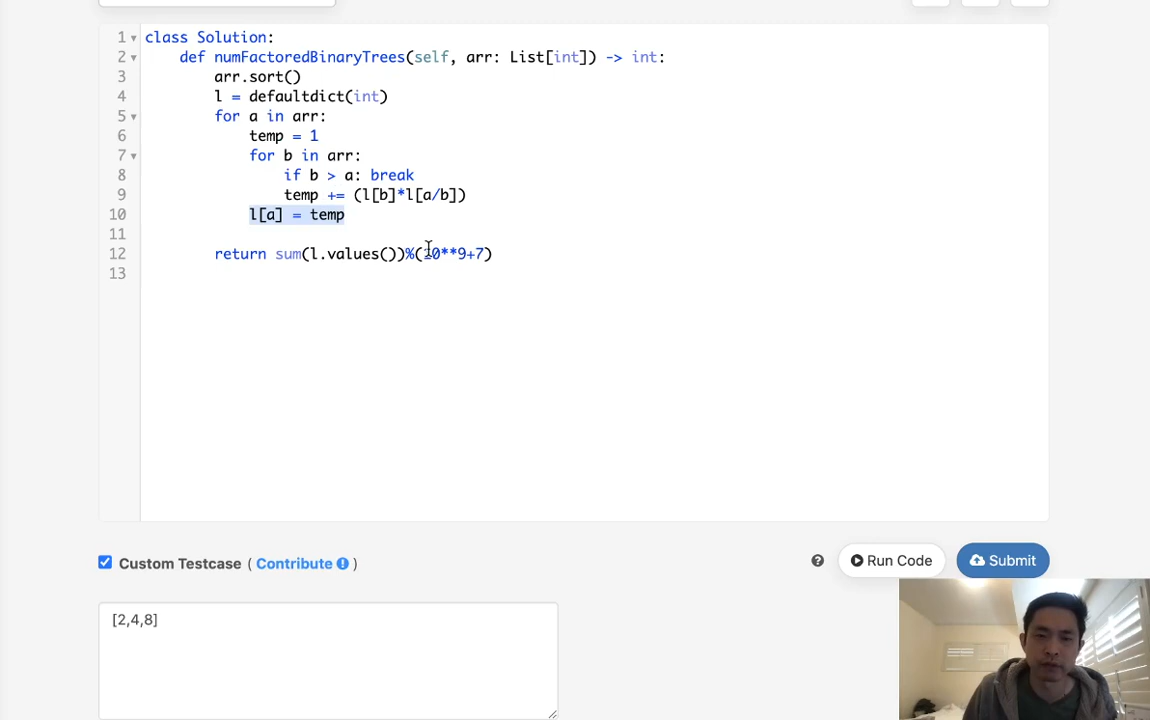 1 class Solution:
2 def numFactoredBinaryTrees(self, arr: List[int]) -> int:
3 arr.sort()
4 l = defaultdict(int)
5 for a in arr:
6 temp = 1
7 for b in arr:
8 if b > a: break
9 temp += (l[b]*l[a/b])
10 l[a] = temp
11
12 return sum(l.values())%(10**9+7)
13
Custom Testcase ( Contribute )
? Run Code Submit
[2,4,8]